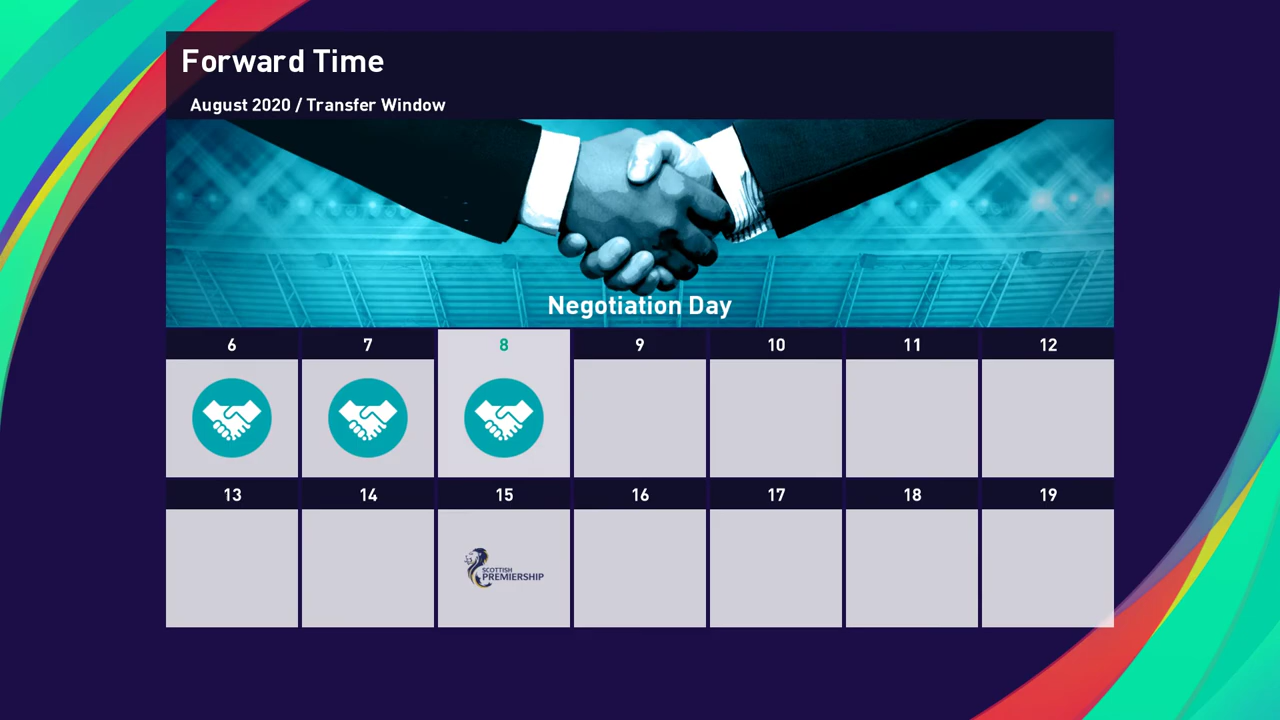 Forward Time
August 2020 / Transfer Window
Negotiation Day
6 7 8 9 10 11 12
13 14 15 16 17 18 19
SCOTTISH
PREMIERSHIP